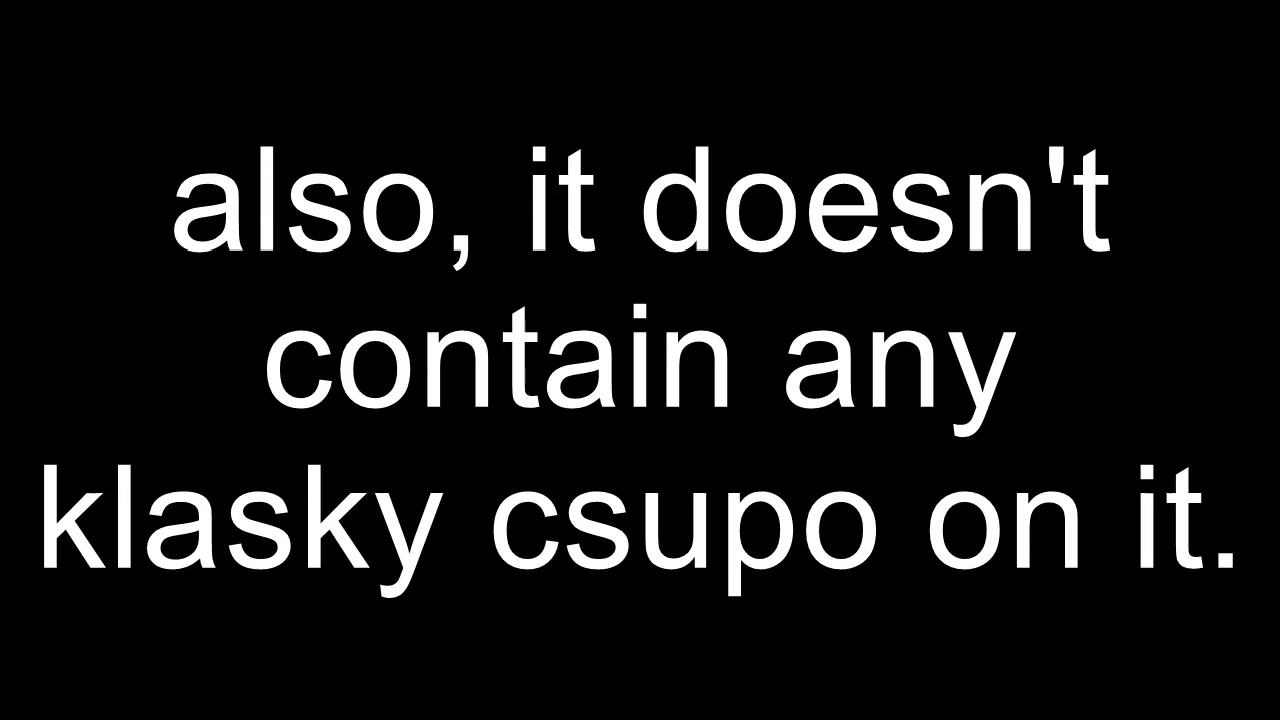 also, it doesn't
contain any
klasky csupo on it.